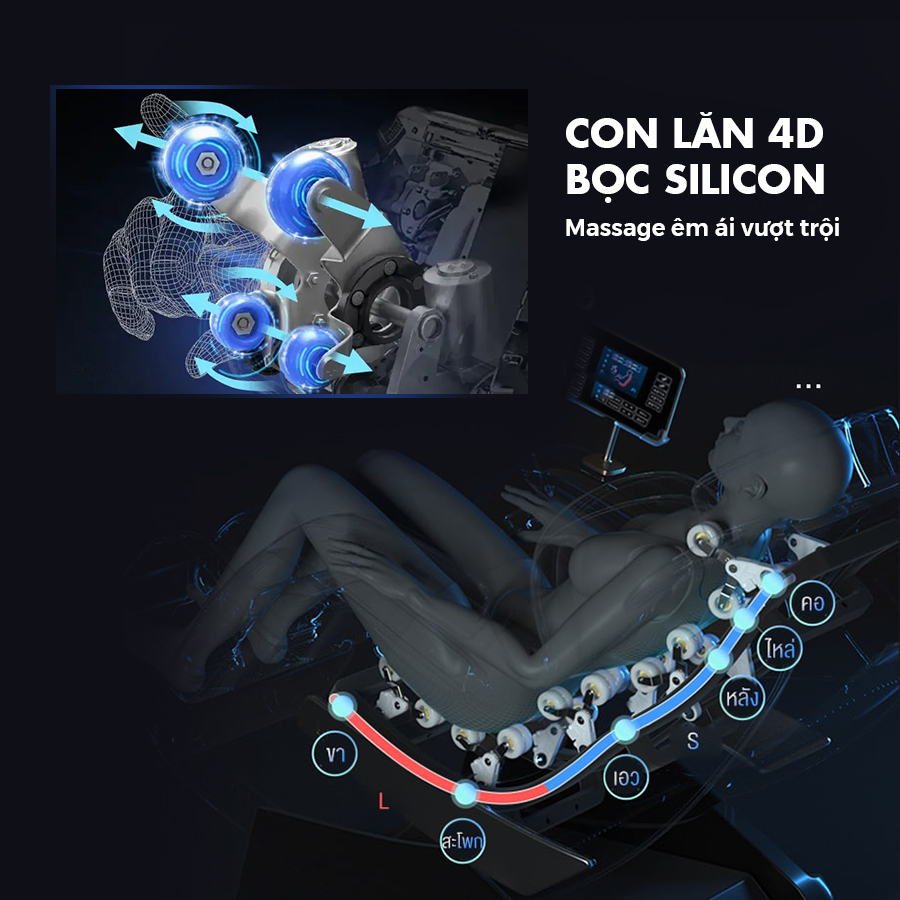 CON LĂN 4D
BỌC SILICON
Massage êm ái vượt trội
...
คอ
ไหล่
หลัง
S
เอว
ขา
L
สะโพก